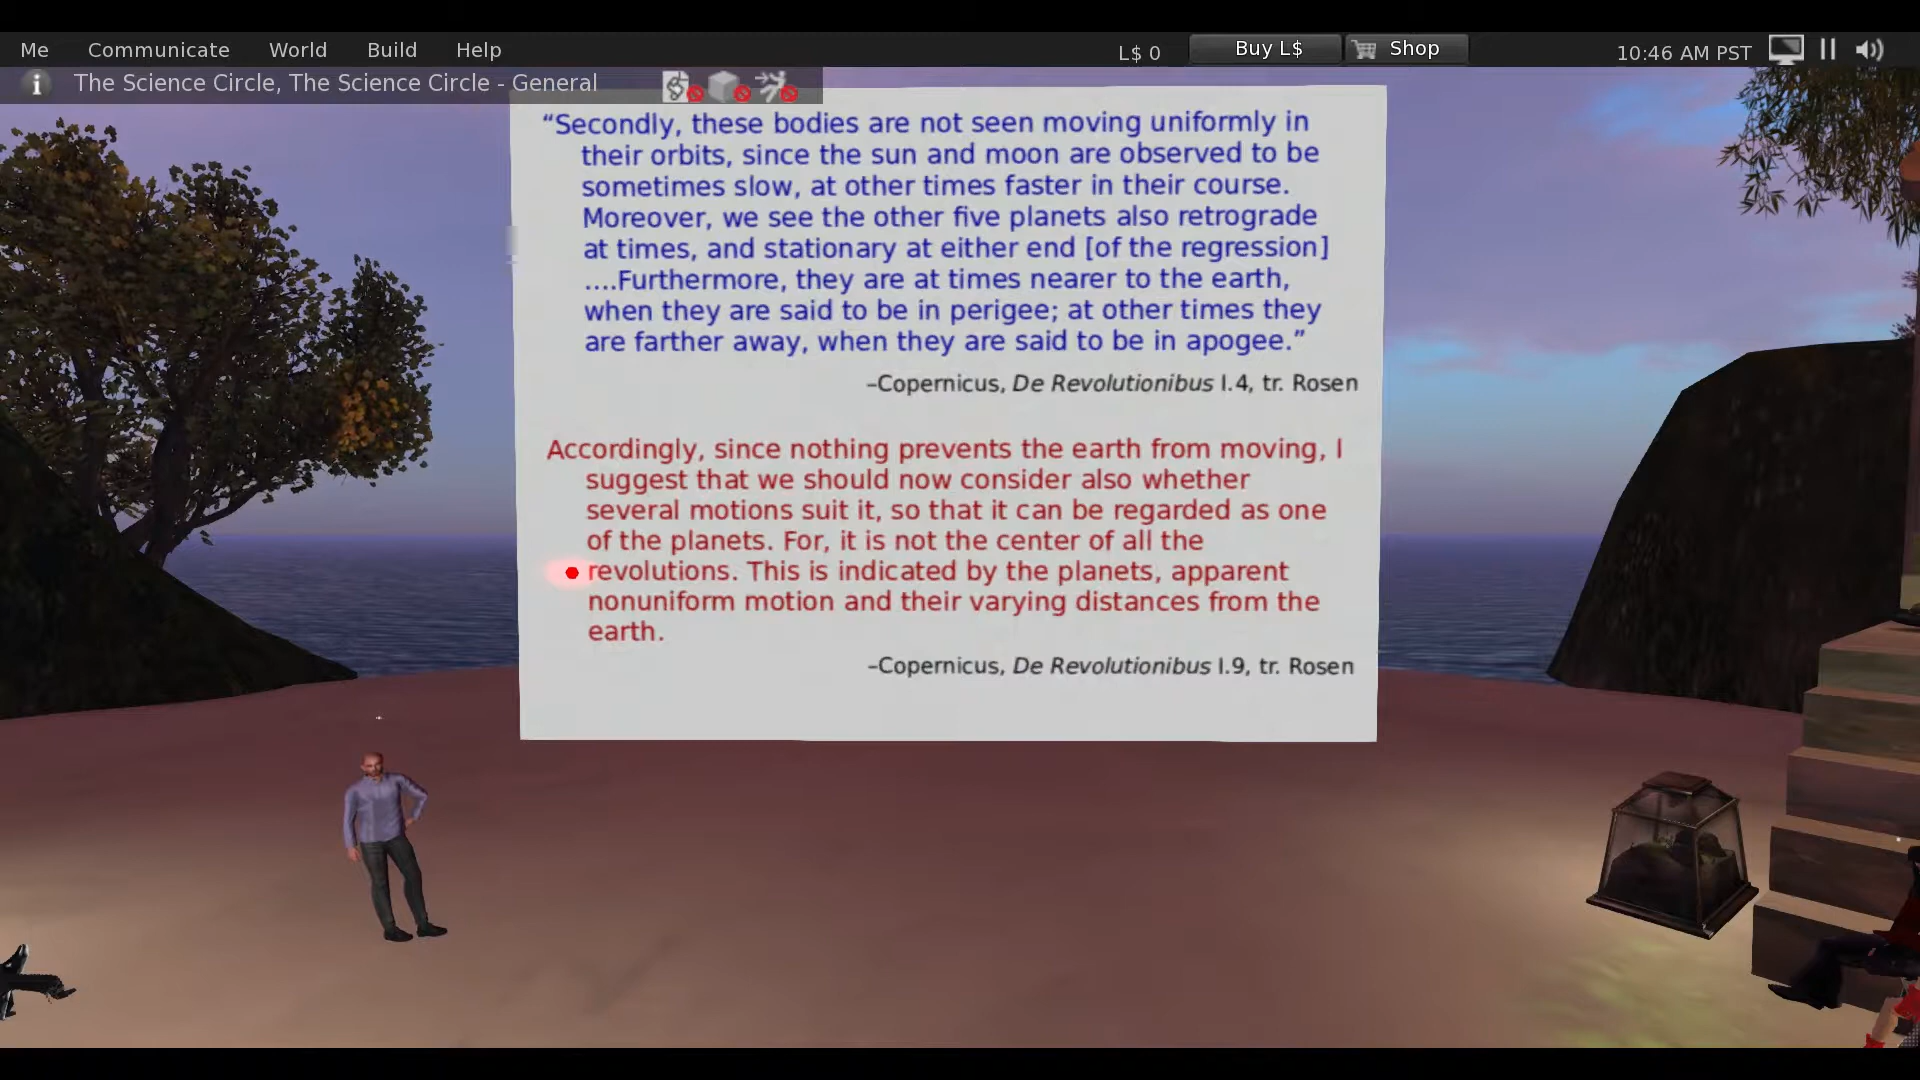 Me Communicate World Build Help L$ 0 Buy L$ Shop 10:46 AM PST
The Science Circle, The Science Circle - General
“Secondly, these bodies are not seen moving uniformly in
their orbits, since the sun and moon are observed to be
sometimes slow, at other times faster in their course.
Moreover, we see the other five planets also retrograde
at times, and stationary at either end [of the regression]
....Furthermore, they are at times nearer to the earth,
when they are said to be in perigee; at other times they
are farther away, when they are said to be in apogee.”
–Copernicus, De Revolutionibus I.4, tr. Rosen
Accordingly, since nothing prevents the earth from moving, I
suggest that we should now consider also whether
several motions suit it, so that it can be regarded as one
of the planets. For, it is not the center of all the
revolutions. This is indicated by the planets, apparent
nonuniform motion and their varying distances from the
earth.
–Copernicus, De Revolutionibus I.9, tr. Rosen